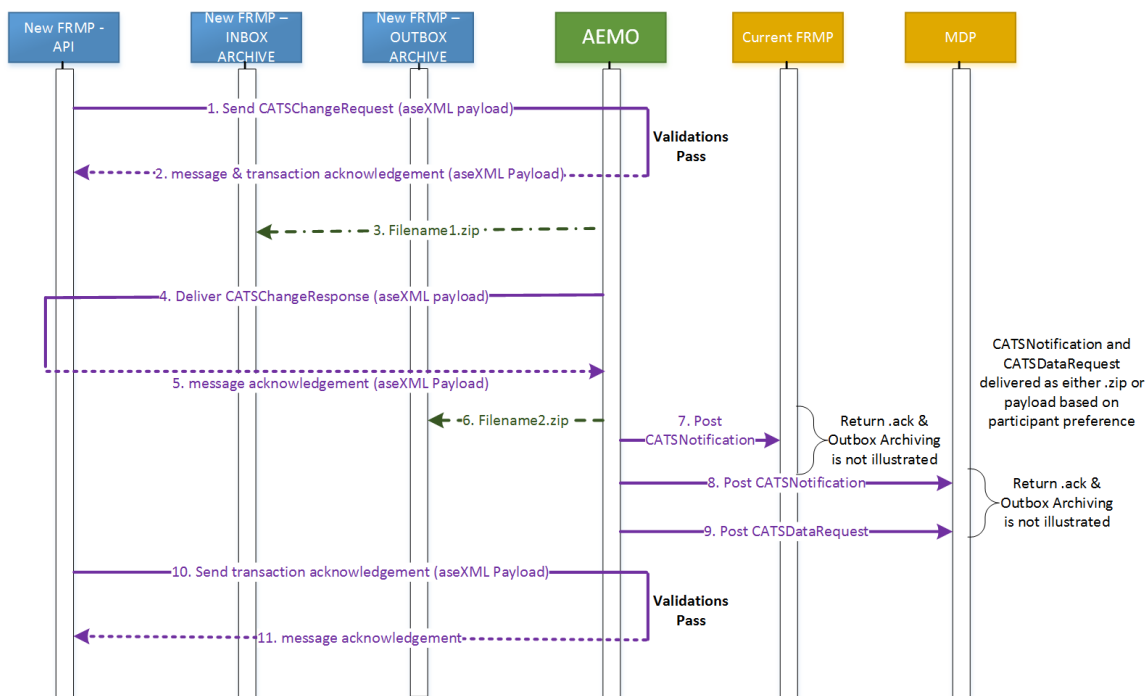 New FRMP -
API
New FRMP –
INBOX
ARCHIVE
New FRMP –
OUTBOX
ARCHIVE
AEMO
Current FRMP
MDP
1. Send CATSChangeRequest (aseXML payload)
Validations
Pass
2. message & transaction acknowledgement (aseXML Payload)
3. Filename1.zip
4. Deliver CATSChangeResponse (aseXML payload)
CATSNotification and
CATSDataRequest
delivered as either .zip or
payload based on
participant preference
5. message acknowledgement (aseXML Payload)
6. Filename2.zip
7. Post
CATSNotification
Return .ack &
Outbox Archiving
is not illustrated
8. Post CATSNotification
Return .ack &
Outbox Archiving
is not illustrated
9. Post CATSDataRequest
10. Send transaction acknowledgement (aseXML Payload)
Validations
Pass
11. message acknowledgement